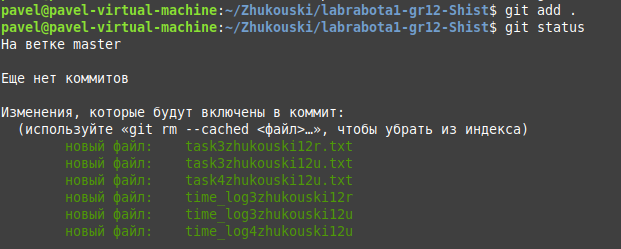 pavel@pavel-virtual-machine:~/Zhukouski/labrabota1-gr12-Shist$ git add .
pavel@pavel-virtual-machine:~/Zhukouski/labrabota1-gr12-Shist$ git status
На ветке master
Еще нет коммитов
Изменения, которые будут включены в коммит:
(используйте «git rm --cached <файл>…», чтобы убрать из индекса)
новый файл: task3zhukouski12r.txt
новый файл: task3zhukouski12u.txt
новый файл: task4zhukouski12u.txt
новый файл: time_log3zhukouski12r
новый файл: time_log3zhukouski12u
новый файл: time_log4zhukouski12u